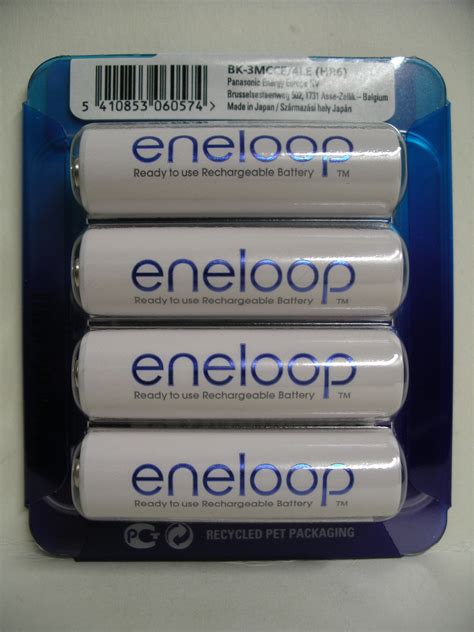 BK-3MCCE/4LE (HR6)
Panasonic Energy Europe NV
Brusselsesteenweg 502, 1731 Asse-Zellik – Belgium
Made in Japan / Származási hely Japán
5 410853 060574
eneloop
Ready to use Rechargeable Battery TM
eneloop
Ready to use Rechargeable Battery TM
eneloop
Ready to use Rechargeable Battery TM
eneloop
Ready to use Rechargeable Battery TM
RECYCLED PET PACKAGING